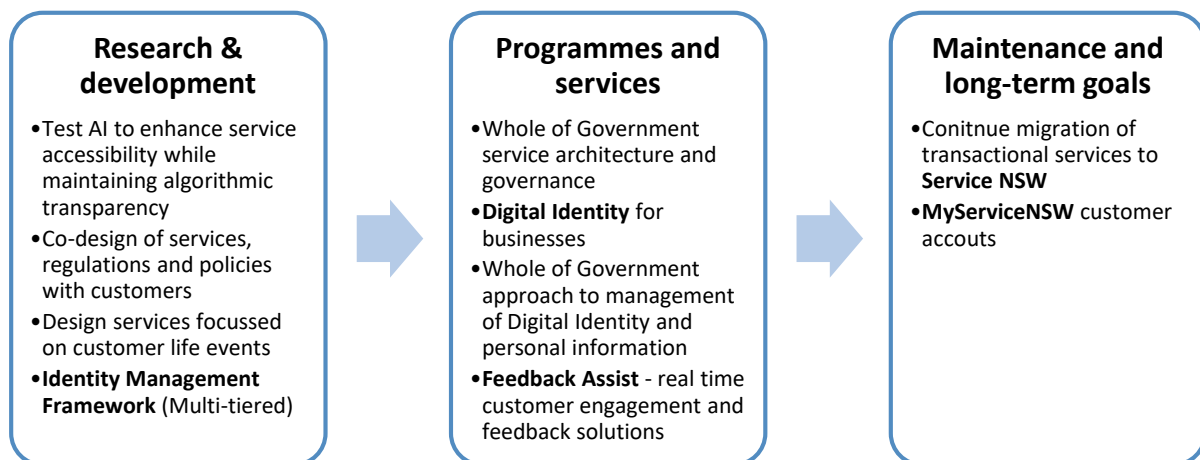 Research &
development
•Test AI to enhance service
accessibility while
maintaining algorithmic
transparency
•Co-design of services,
regulations and policies
with customers
•Design services focussed
on customer life events
•Identity Management
Framework (Multi-tiered)
Programmes and
services
•Whole of Government
service architecture and
governance
•Digital Identity for
businesses
•Whole of Government
approach to management
of Digital Identity and
personal information
•Feedback Assist - real time
customer engagement and
feedback solutions
Maintenance and
long-term goals
•Conitnue migration of
transactional services to
Service NSW
•MyServiceNSW customer
accouts